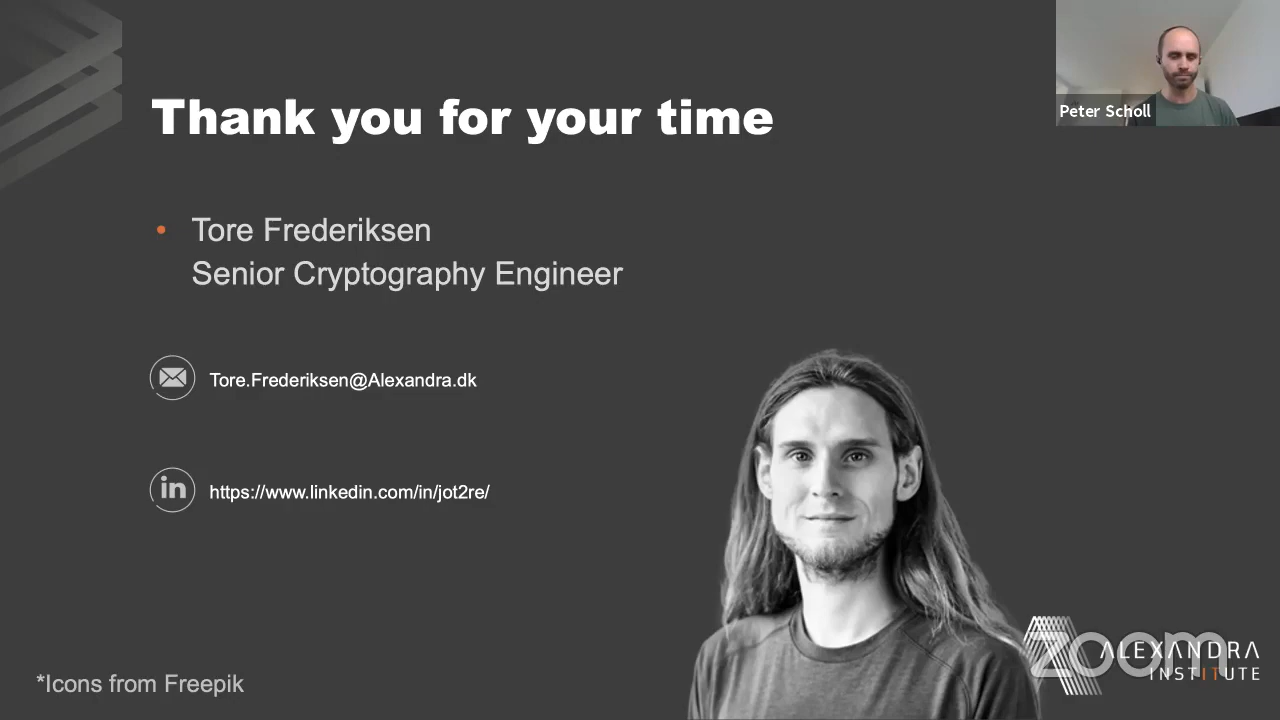 Thank you for your time
Peter Scholl
• Tore Frederiksen
Senior Cryptography Engineer
Tore.Frederiksen@Alexandra.dk
in
https://www.linkedin.com/in/jot2re/
*Icons from Freepik
zoom
ALEXANDRA
INSTITUTE